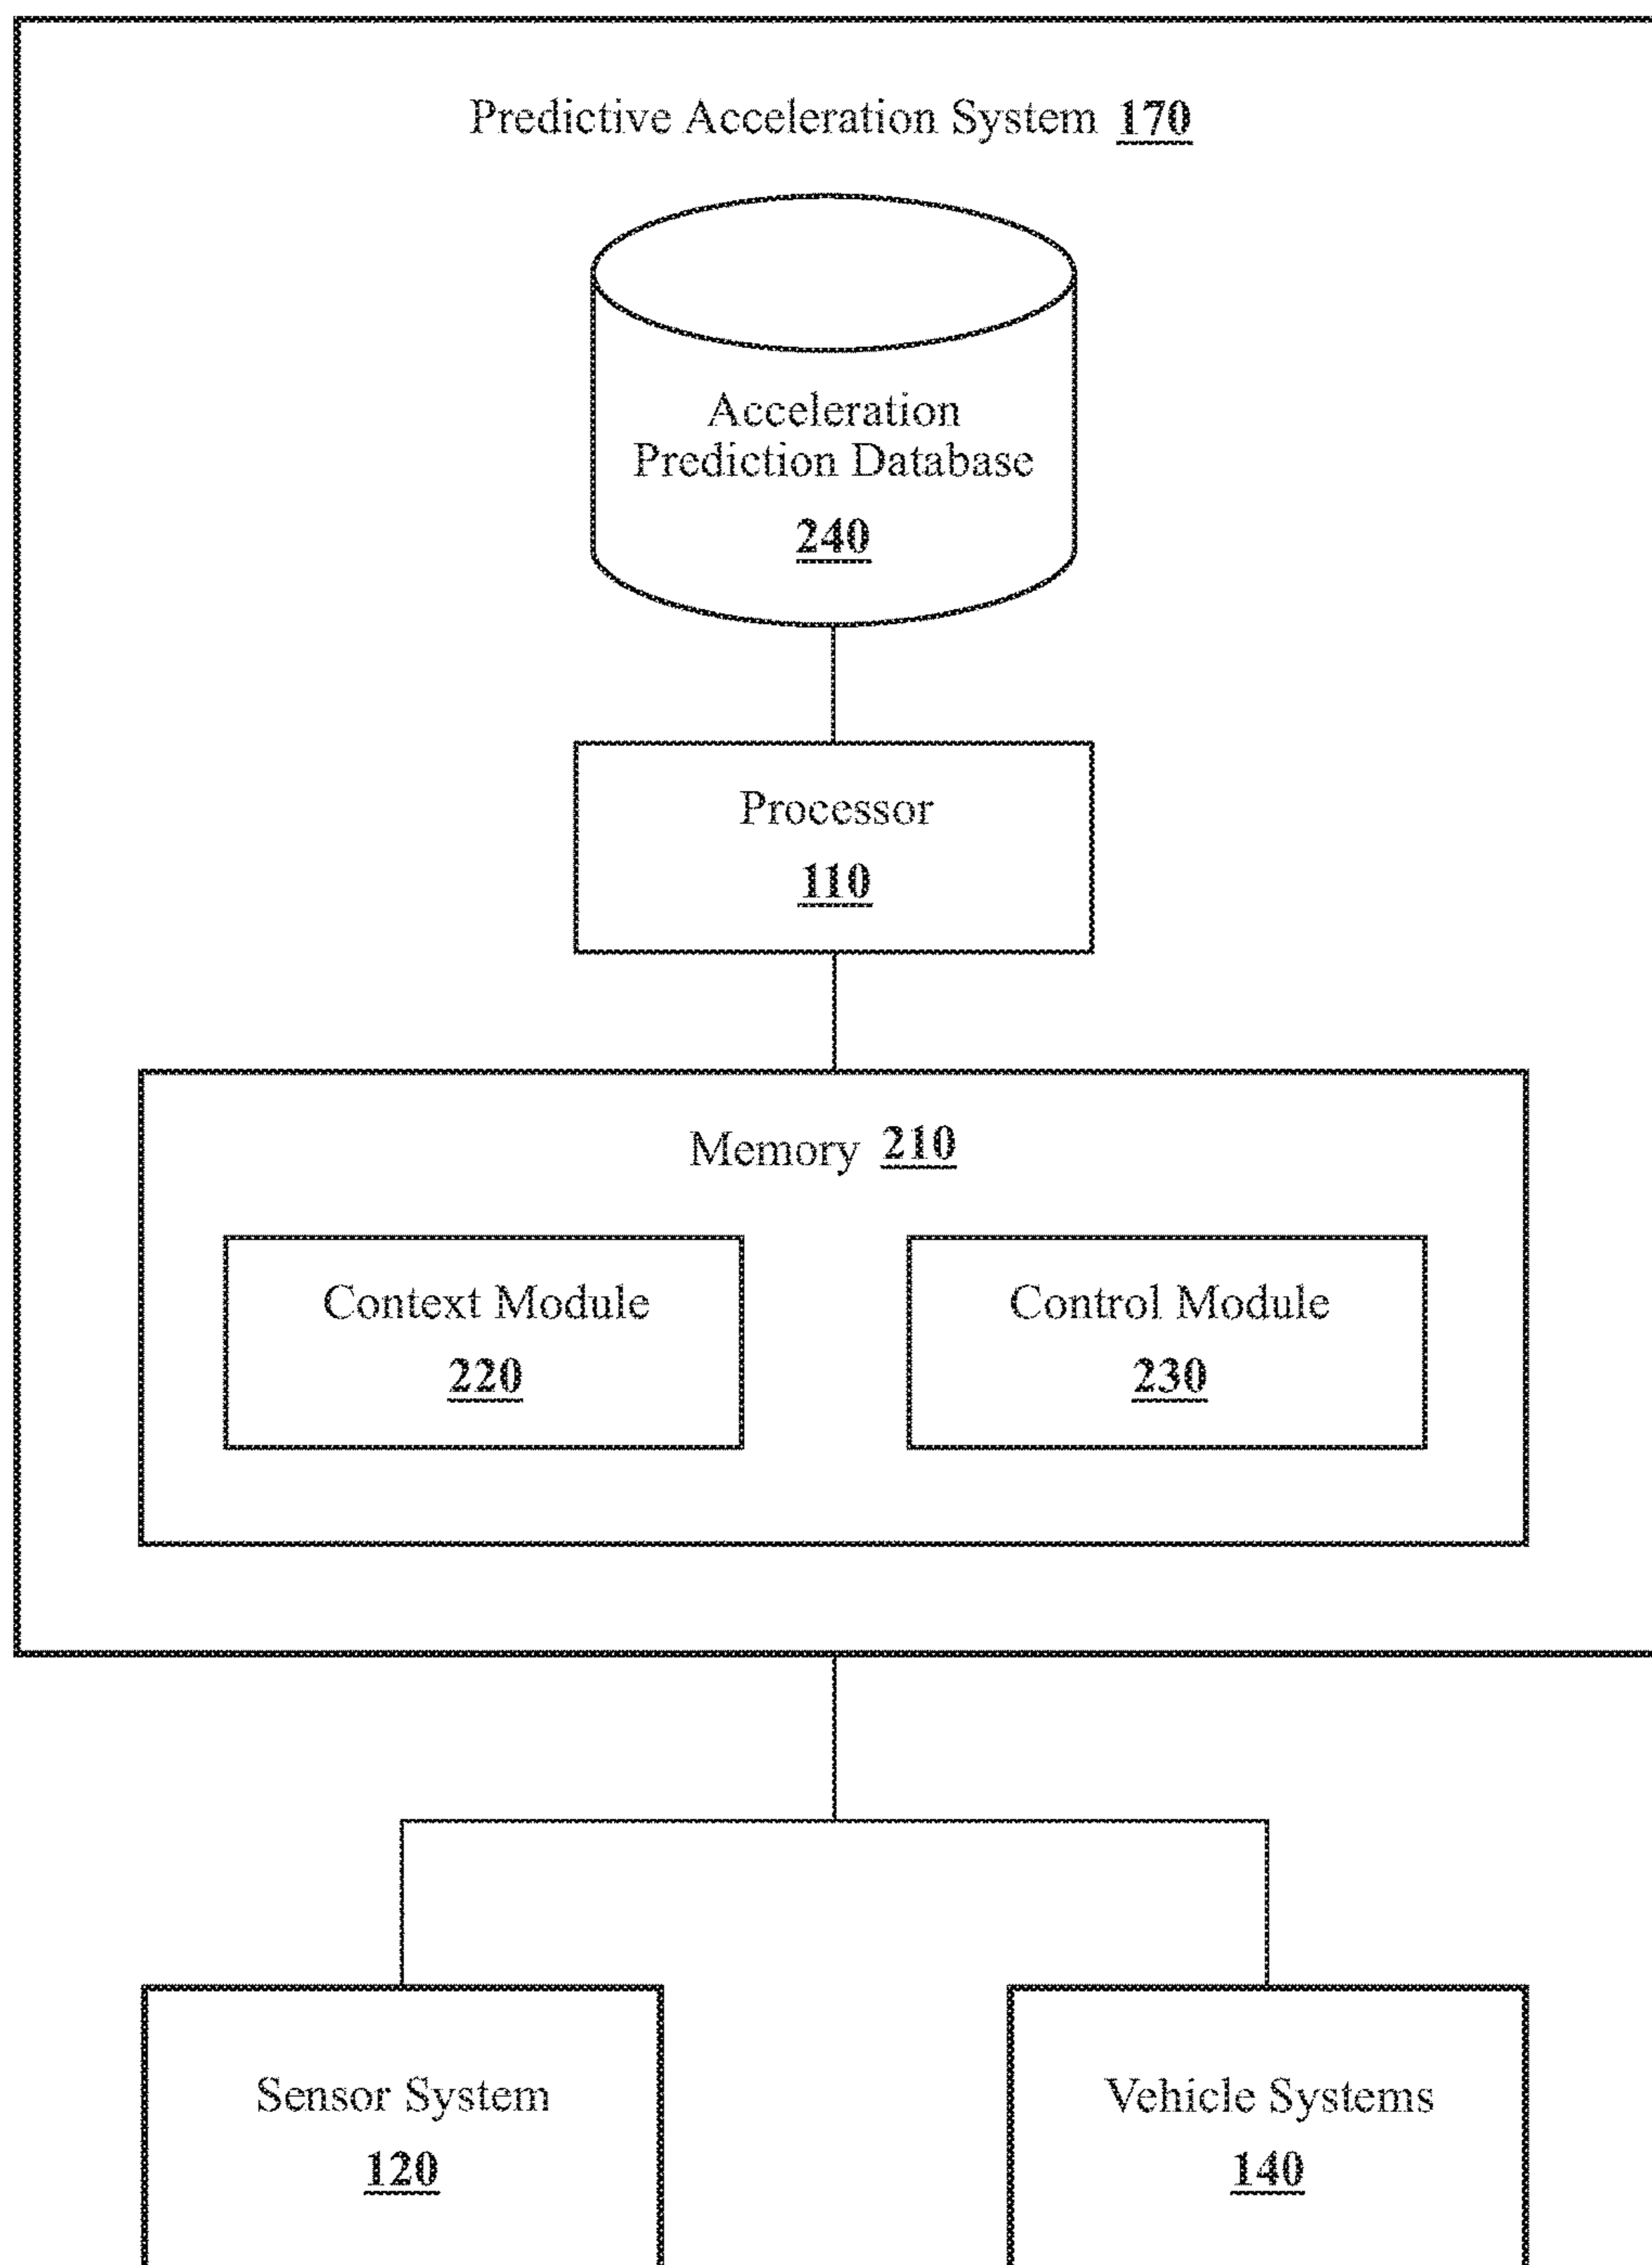 Predictive Acceleration System 170
Acceleration
Prediction Database
240
Processor
110
Memory 210
Context Module
220
Control Module
230
Sensor System
120
Vehicle Systems
140